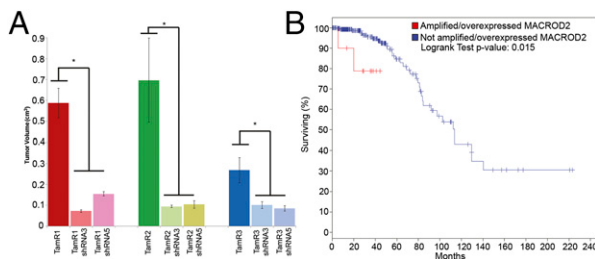 A
Tumor Volume(cm³)
0.9
0.8
0.7
0.6
0.5
0.4
0.3
0.2
0.1
0
*
*
*
TamR1
TamR1 shRNA3
TamR1 shRNA5
TamR2
TamR2 shRNA3
TamR2 shRNA5
TamR3
TamR3 shRNA3
TamR3 shRNA5
B
Amplified/overexpressed MACROD2
Not amplified/overexpressed MACROD2
Logrank Test p-value: 0.015
Surviving (%)
100
90
80
70
60
50
40
30
20
10
0
0 20 40 60 80 100 120 140 160 180 200 220 240
Months